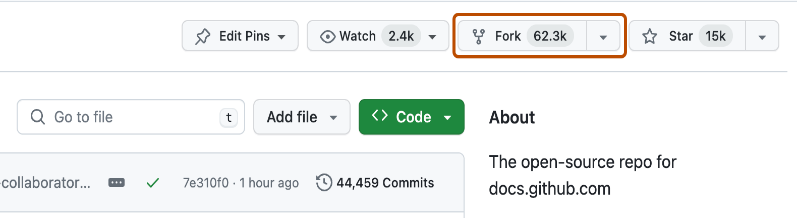 Edit Pins Watch 2.4k Fork 62.3k Star 15k
Go to file t Add file Code About
The open-source repo for
-collaborator... 7e310f0 · 1 hour ago 44,459 Commits
docs.github.com